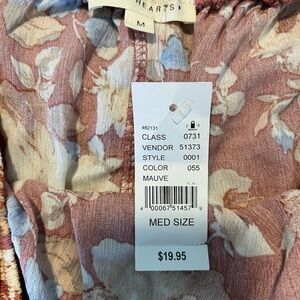 HEARTS
M
482131
CLASS 0731
VENDOR 51373
STYLE 0001
COLOR 055
MAUVE
4 00067 51457 9
MED SIZE
$19.95